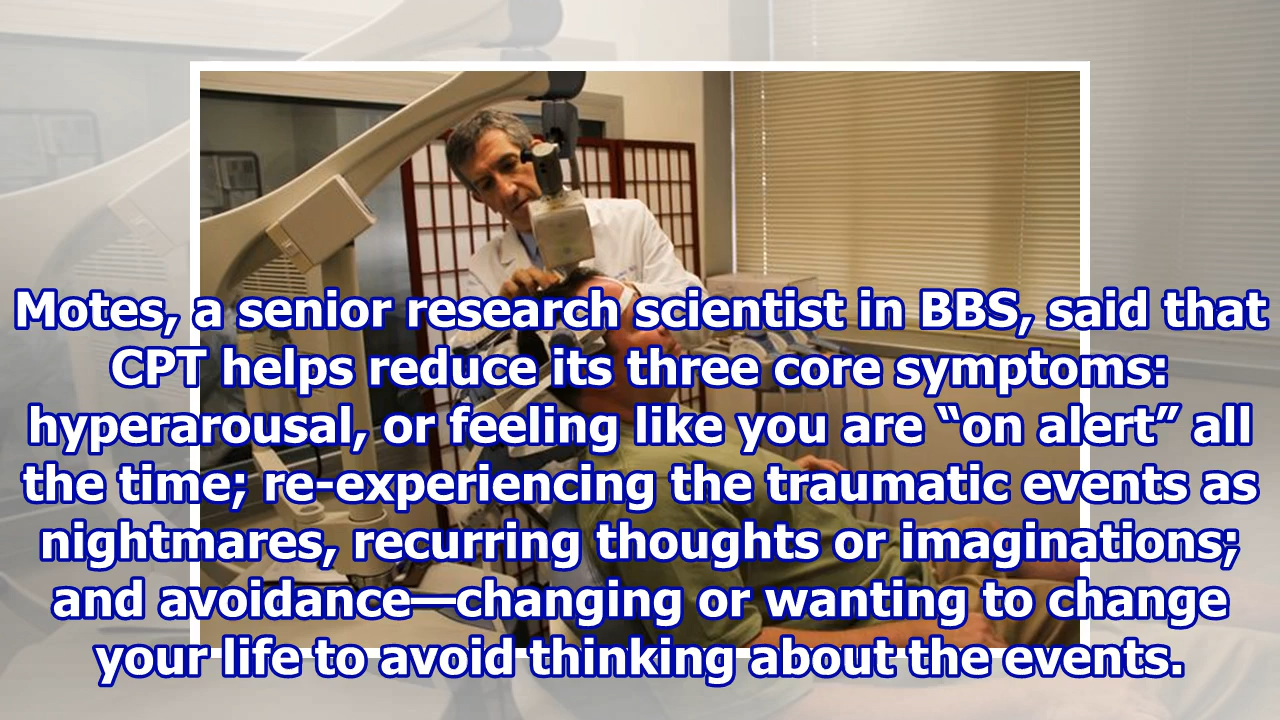 Motes, a senior research scientist in BBS, said that
CPT helps reduce its three core symptoms:
hyperarousal, or feeling like you are “on alert” all
the time; re-experiencing the traumatic events as
nightmares, recurring thoughts or imaginations;
and avoidance—changing or wanting to change
your life to avoid thinking about the events.